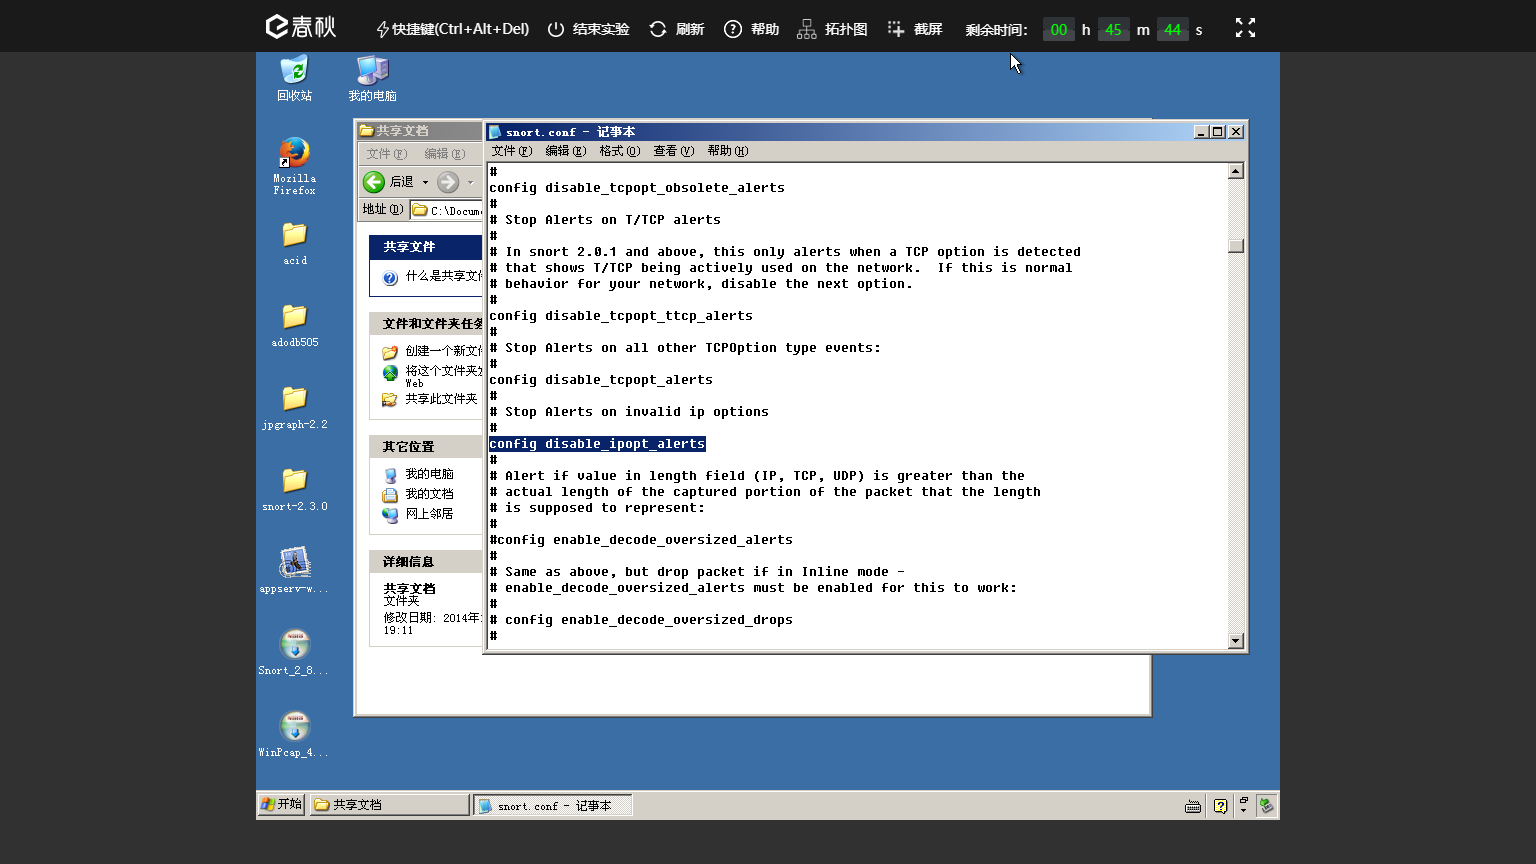 春秋
快捷键(Ctrl+Alt+Del)
结束实验
刷新
帮助
拓扑图
截屏
剩余时间:
00 h 45 m 44 s
回收站
我的电脑
Mozilla
Firefox
acid
adodb505
jpgraph-2.2
snort-2.3.0
appserv-w...
Snort_2_8...
WinPcap_4...
共享文档
文件(F) 编辑(E)
后退
地址(D) C:\Docum
共享文件
什么是共享文件
文件和文件夹任务
创建一个新文件
将这个文件夹发
Web
共享此文件夹
其它位置
我的电脑
我的文档
网上邻居
详细信息
共享文档
文件夹
修改日期: 2014年
19:11
snort.conf - 记事本
文件(F) 编辑(E) 格式(O) 查看(V) 帮助(H)
#
config disable_tcpopt_obsolete_alerts
#
# Stop Alerts on T/TCP alerts
#
# In snort 2.0.1 and above, this only alerts when a TCP option is detected
# that shows T/TCP being actively used on the network.  If this is normal
# behavior for your network, disable the next option.
#
config disable_tcpopt_ttcp_alerts
#
# Stop Alerts on all other TCPOption type events:
#
config disable_tcpopt_alerts
#
# Stop Alerts on invalid ip options
#
config disable_ipopt_alerts
#
# Alert if value in length field (IP, TCP, UDP) is greater than the
# actual length of the captured portion of the packet that the length
# is supposed to represent:
#
#config enable_decode_oversized_alerts
#
# Same as above, but drop packet if in Inline mode -
# enable_decode_oversized_alerts must be enabled for this to work:
#
# config enable_decode_oversized_drops
#
开始
共享文档
snort.conf - 记事本